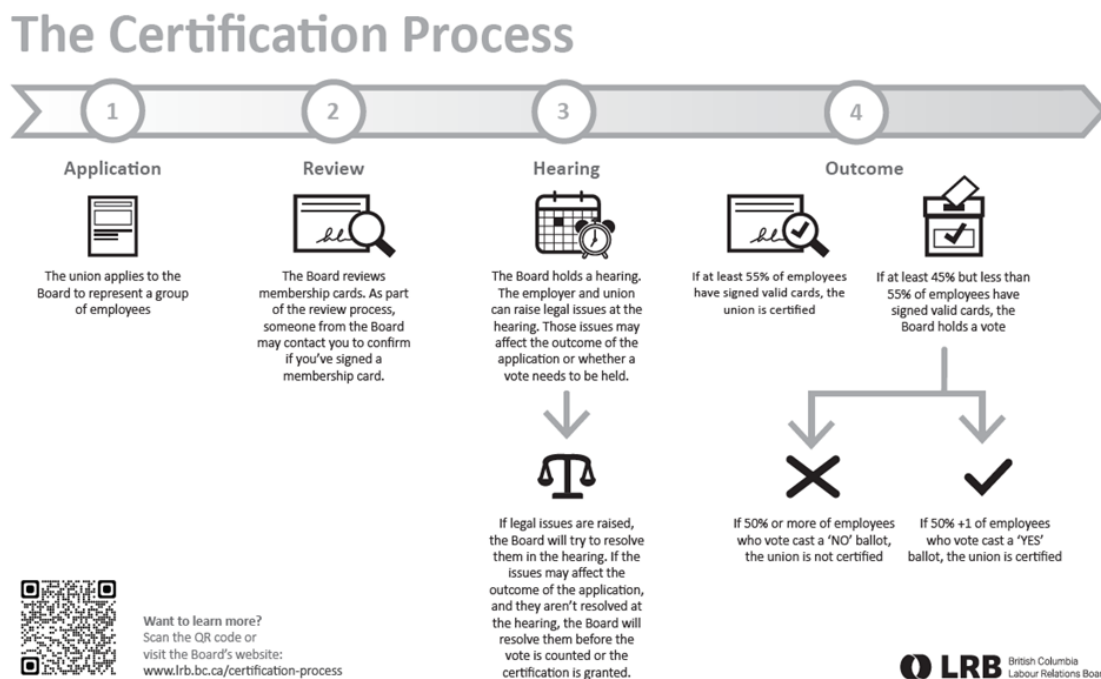 The Certification Process
1
2
3
4
Application
The union applies to the
Board to represent a group
of employees
Review
The Board reviews
membership cards. As part
of the review process,
someone from the Board
may contact you to confirm
if you've signed a
membership card.
Hearing
The Board holds a hearing.
The employer and union
can raise legal issues at the
hearing. Those issues may
affect the outcome of the
application or whether a
vote needs to be held.
If legal issues are raised,
the Board will try to resolve
them in the hearing. If the
issues may affect the
outcome of the application,
and they aren't resolved at
the hearing, the Board will
resolve them before the
vote is counted or the
certification is granted.
Outcome
If at least 55% of employees
have signed valid cards, the
union is certified
If at least 45% but less than
55% of employees have
signed valid cards, the
Board holds a vote
If 50% or more of employees
who vote cast a 'NO' ballot,
the union is not certified
If 50% +1 of employees
who vote cast a 'YES'
ballot, the union is certified
Want to learn more?
Scan the QR code or
visit the Board's website:
www.lrb.bc.ca/certification-process
LRB
British Columbia
Labour Relations Board